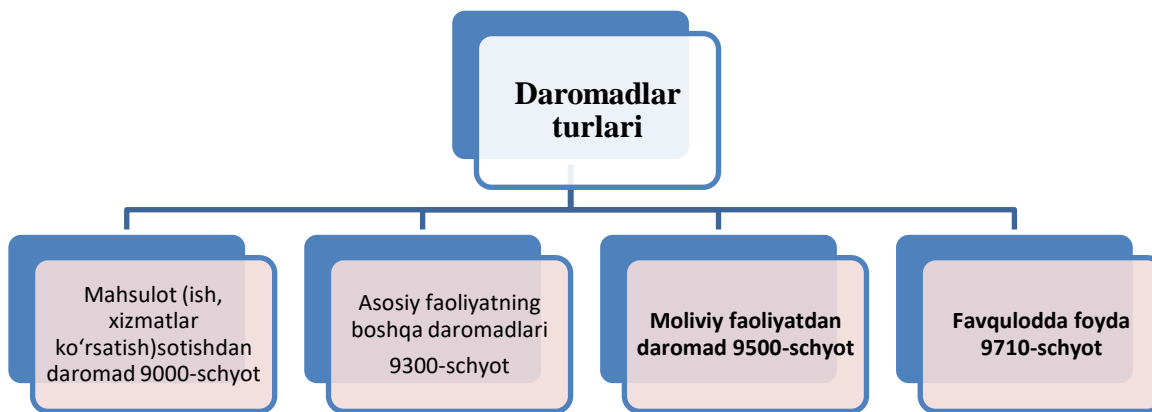 Daromadlar
turlari
Mahsulot (ish,
xizmatlar
ko‘rsatish)sotishdan
daromad 9000-schyot
Asosiy faoliyatning
boshqa daromadlari
9300-schyot
Moliviy faoliyatdan
daromad 9500-schyot
Favqulodda foyda
9710-schyot